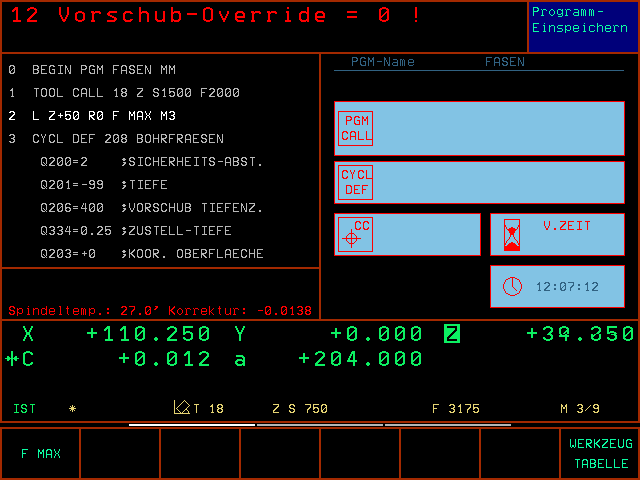 12 Vorschub-Override = 0 !
Programm-
Einspeichern
0 BEGIN PGM FASEN MM
1 TOOL CALL 18 Z S1500 F2000
2 L Z+50 R0 F MAX M3
3 CYCL DEF 208 BOHRFRAESEN
Q200=2 ;SICHERHEITS-ABST.
Q201=-99 ;TIEFE
Q206=400 ;VORSCHUB TIEFENZ.
Q334=0.25 ;ZUSTELL-TIEFE
Q203=+0 ;KOOR. OBERFLAECHE
PGM-Name FASEN
PGM
CALL
CYCL
DEF
CC
V.ZEIT
12:07:12
Spindeltemp.: 27.0° Korrektur: -0.0138
X +110.250 Y +0.000 Z
C +0.012 a +204.000
IST * T 18 Z S 750 F 3175 M 3/9
F MAX
WERKZEUG
TABELLE